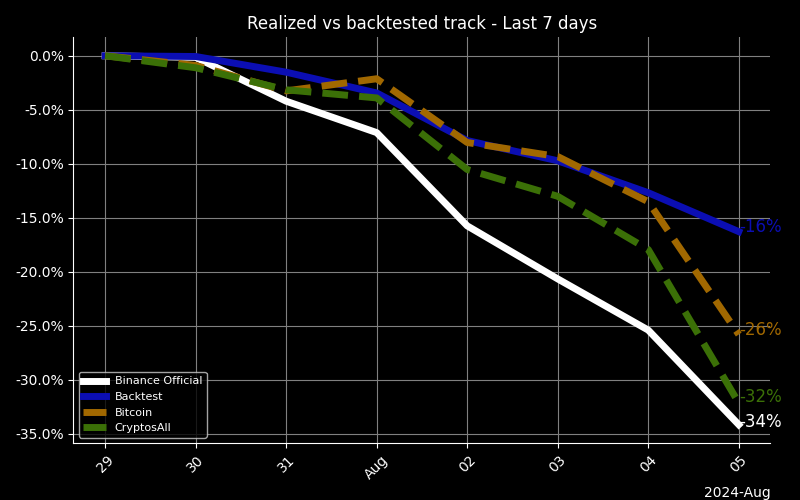 Realized vs backtested track - Last 7 days
0.0%
-5.0%
-10.0%
-15.0%
-20.0%
-25.0%
-30.0%
-35.0%
-16%
-26%
-32%
-34%
Binance Official
Backtest
Bitcoin
CryptosAll
29 30 31 Aug 02 03 04 05
2024-Aug